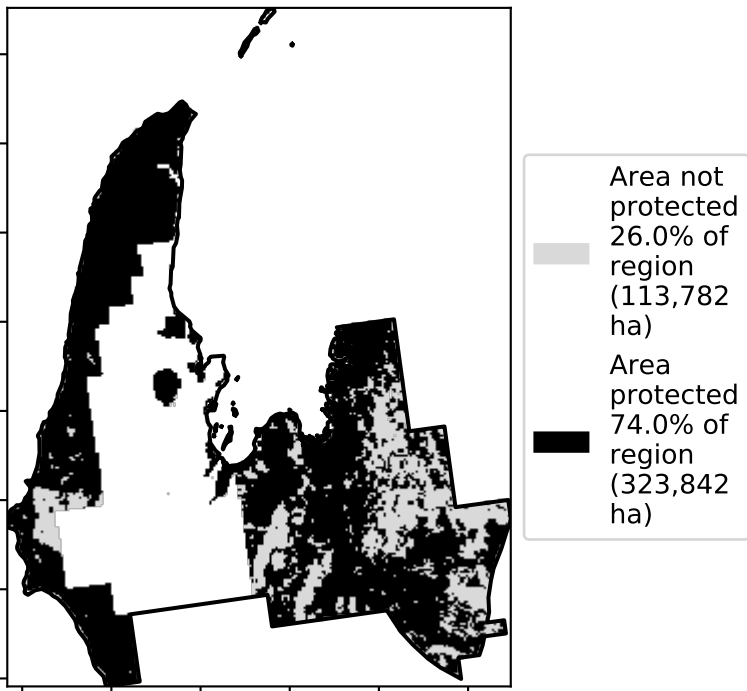 Area not
protected
26.0% of
region
(113,782
ha)
Area
protected
74.0% of
region
(323,842
ha)